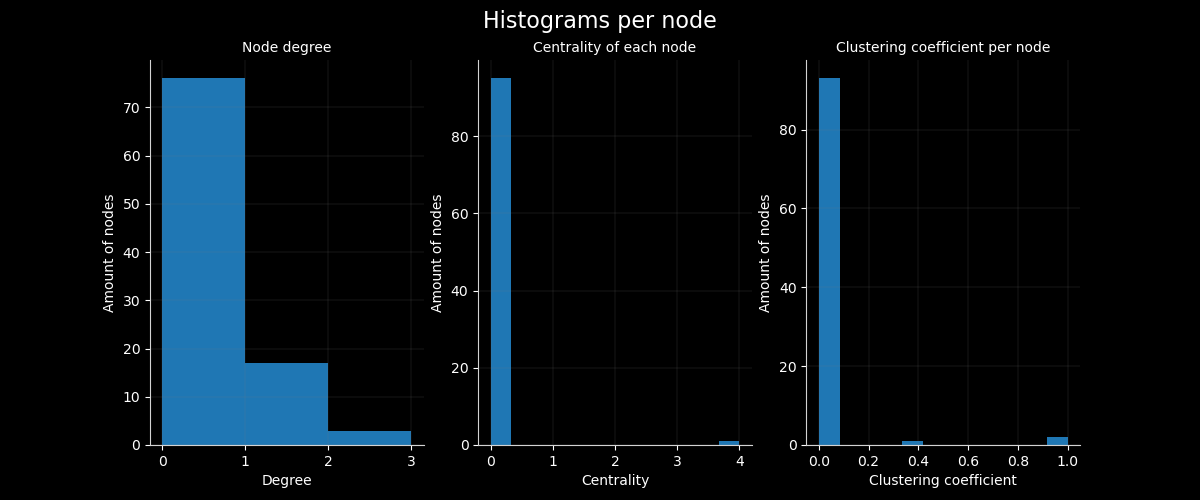 Histograms per node
Node degree
Amount of nodes
70
60
50
40
30
20
10
0
0 1 2 3
Degree
Centrality of each node
Amount of nodes
80
60
40
20
0
0 1 2 3 4
Centrality
Clustering coefficient per node
Amount of nodes
80
60
40
20
0
0.0 0.2 0.4 0.6 0.8 1.0
Clustering coefficient